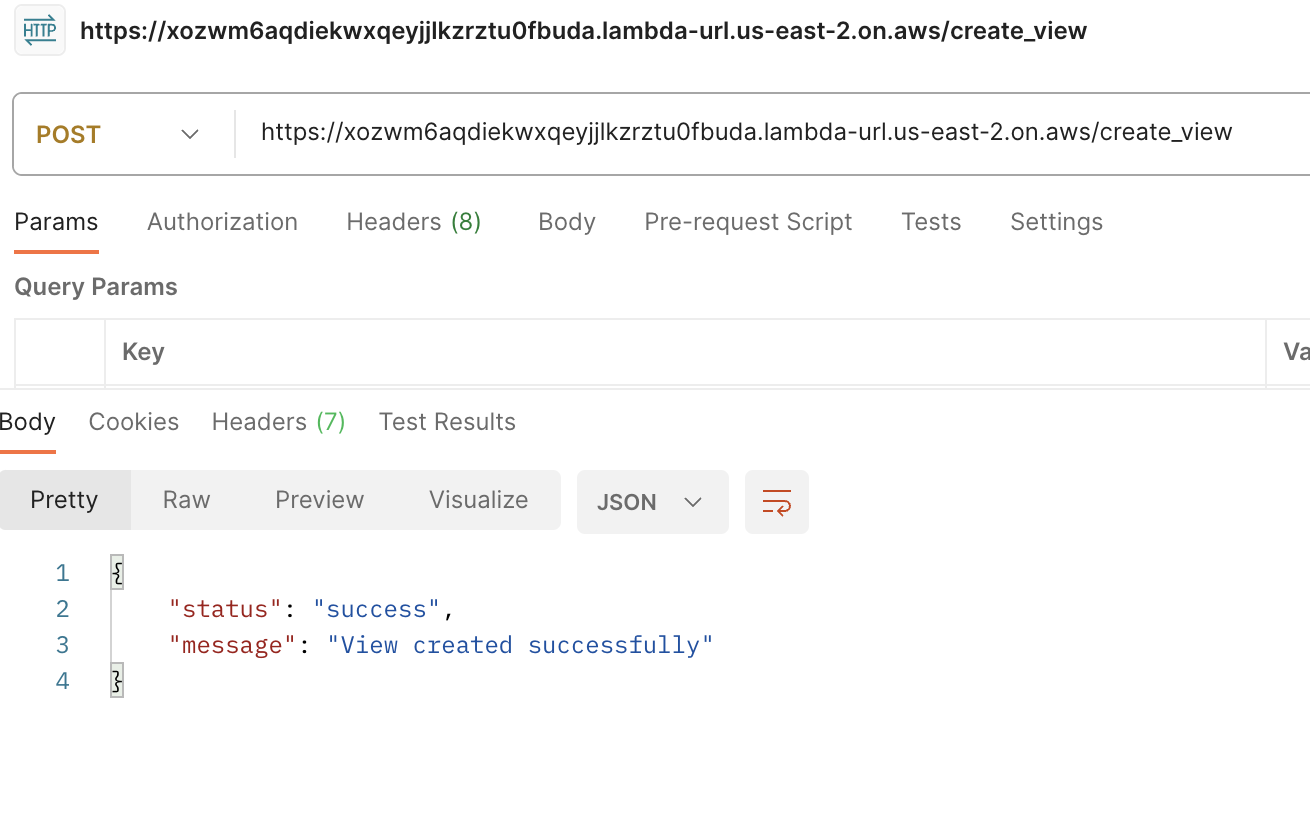 HTTP https://xozwm6aqdiekwxqeyjjlkzrztu0fbuda.lambda-url.us-east-2.on.aws/create_view
POST https://xozwm6aqdiekwxqeyjjlkzrztu0fbuda.lambda-url.us-east-2.on.aws/create_view
Params Authorization Headers (8) Body Pre-request Script Tests Settings
Query Params
Key Va
Body Cookies Headers (7) Test Results
Pretty Raw Preview Visualize JSON
1 {
2 "status": "success",
3 "message": "View created successfully"
4 }